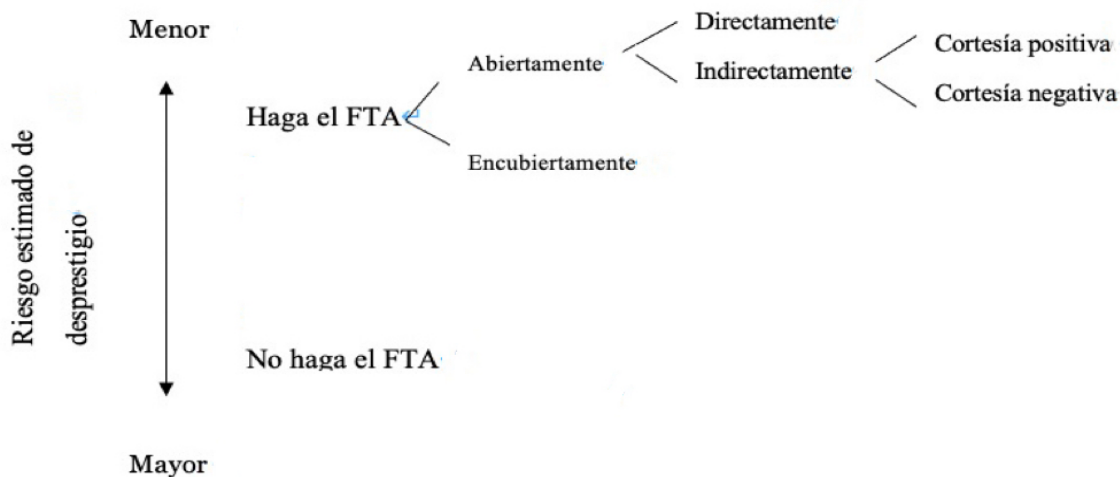 Menor
Directamente
Abiertamente
Indirectamente
Cortesía positiva
Cortesía negativa
Haga el FTA
Encubiertamente
Riesgo estimado de
desprestigio
No haga el FTA
Mayor